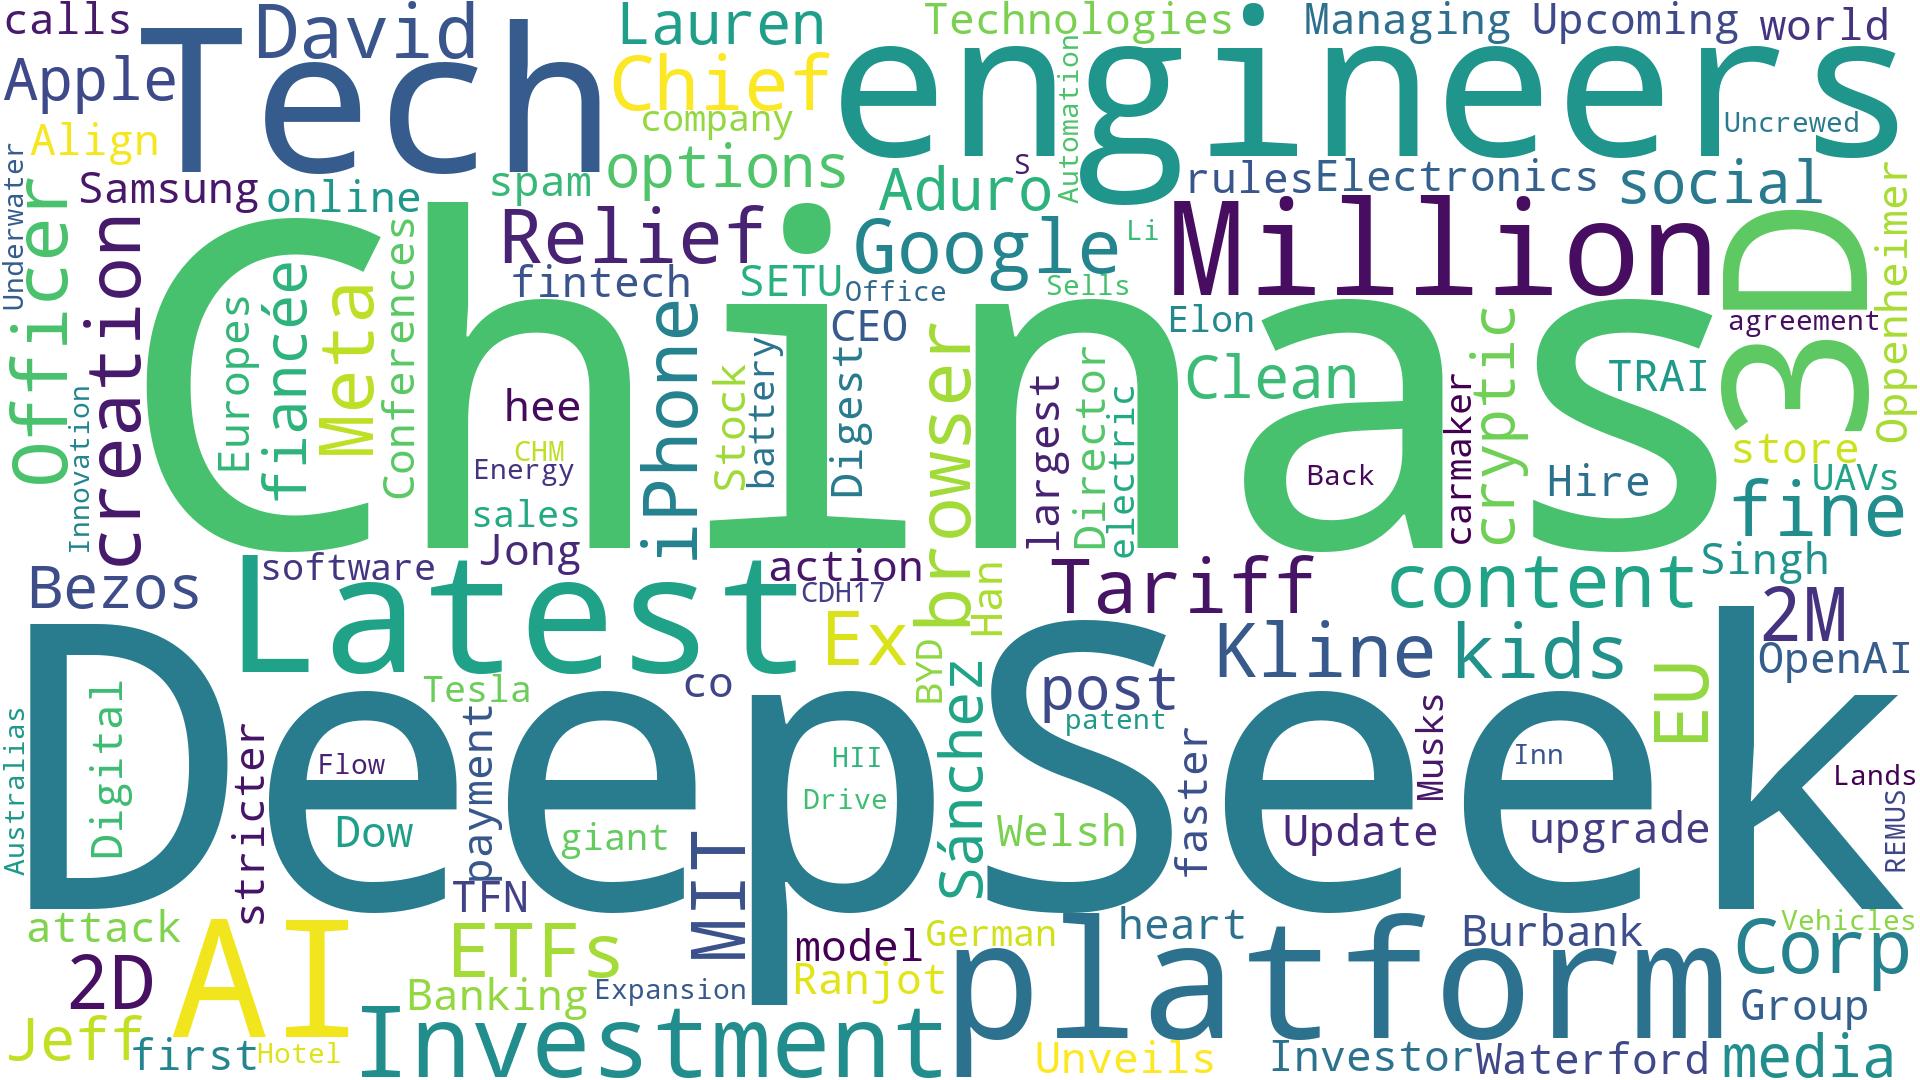 calls
David
Lauren
Technologies
Managing
Upcoming
world
Apple
Tech
Chief
engineers
company
Automation
Uncrewed
Align
Underwater
Samsung
online
spam
options
Aduro
S
rules
Electronics
social
Officer
creation
Relief
Google
Li
Million
3D
Oppenheimer
fintech
SETU
Office
Sells
CEO
Elon
agreement
Chinas
Europes
fiancée
Meta
Conferences
iPhone
Stock
battery
Digest
browser
Clean
TRAI
hee
CHM
Energy
sales
Jong
largest
Director
electric
Back
carmaker
cryptic
Hire
store
UAVs
fine
Innovation
Bezos
software
Latest
action
CDH17
Han
Tariff
content
Singh
2M
Ex
BYD
Kline
kids
OpenAI
EU
Tesla
co
Sánchez
post
patent
DeepSeek
Australias
Digital
stricter
Flow
Dow
payment
giant
HII
Drive
Welsh
faster
Musks
Update
Inn
upgrade
Lands
REMUS
MIT
TFN
attack
AI
ETFs
model
German
heart
Burbank
Vehicles
Corp
2D
Banking
Expansion
Ranjot
platform
Group
Jeff
first
Hotel
Investment
Unveils
Investor
Waterford
media